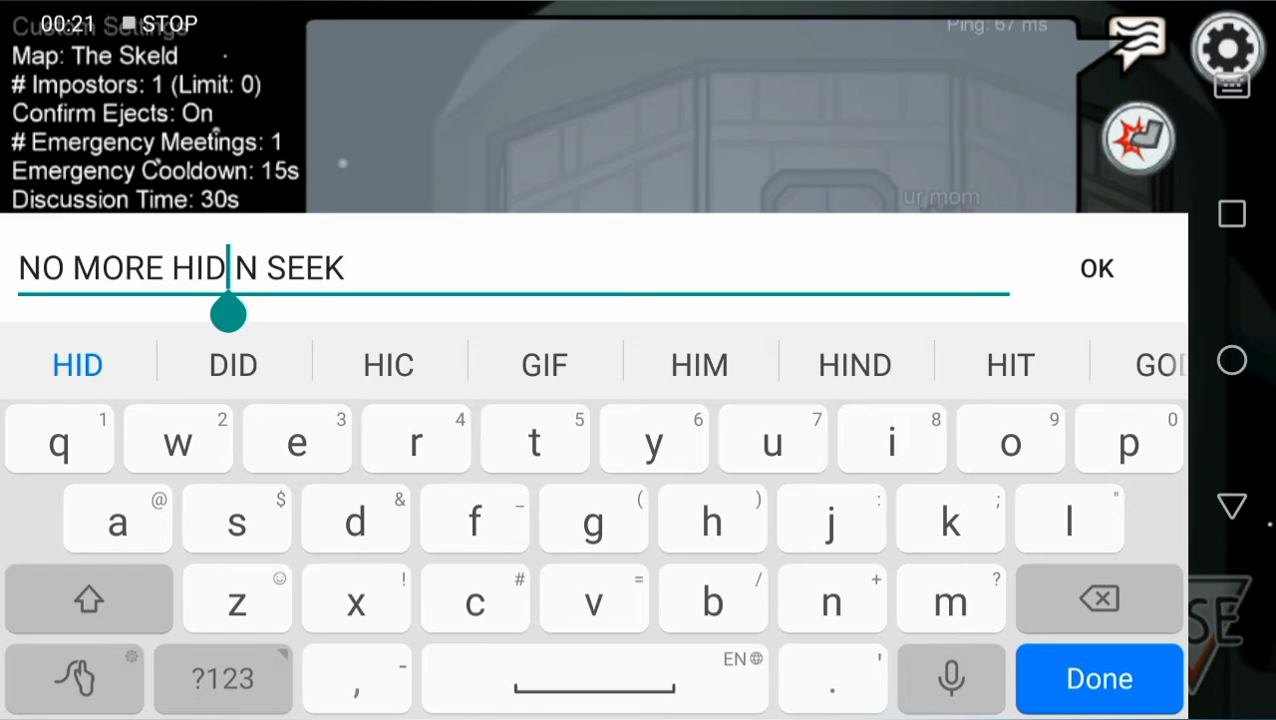 00:21 STOP
Custom Settings
Ping: 67 ms
Map: The Skeld
# Impostors: 1 (Limit: 0)
Confirm Ejects: On
# Emergency Meetings: 1
Emergency Cooldown: 15s
Discussion Time: 30s
ur mom
NO MORE HID N SEEK
OK
HID DID HIC GIF HIM HIND HIT
q 1 w 2 e 3 r 4 t 5 y 6 u 7 i 8 o 9 p 0
a @ s $ d & f _ g ( h ) j : k ; l "
z x ! c # v = b / n + m ?
?123 , - EN . ' Done